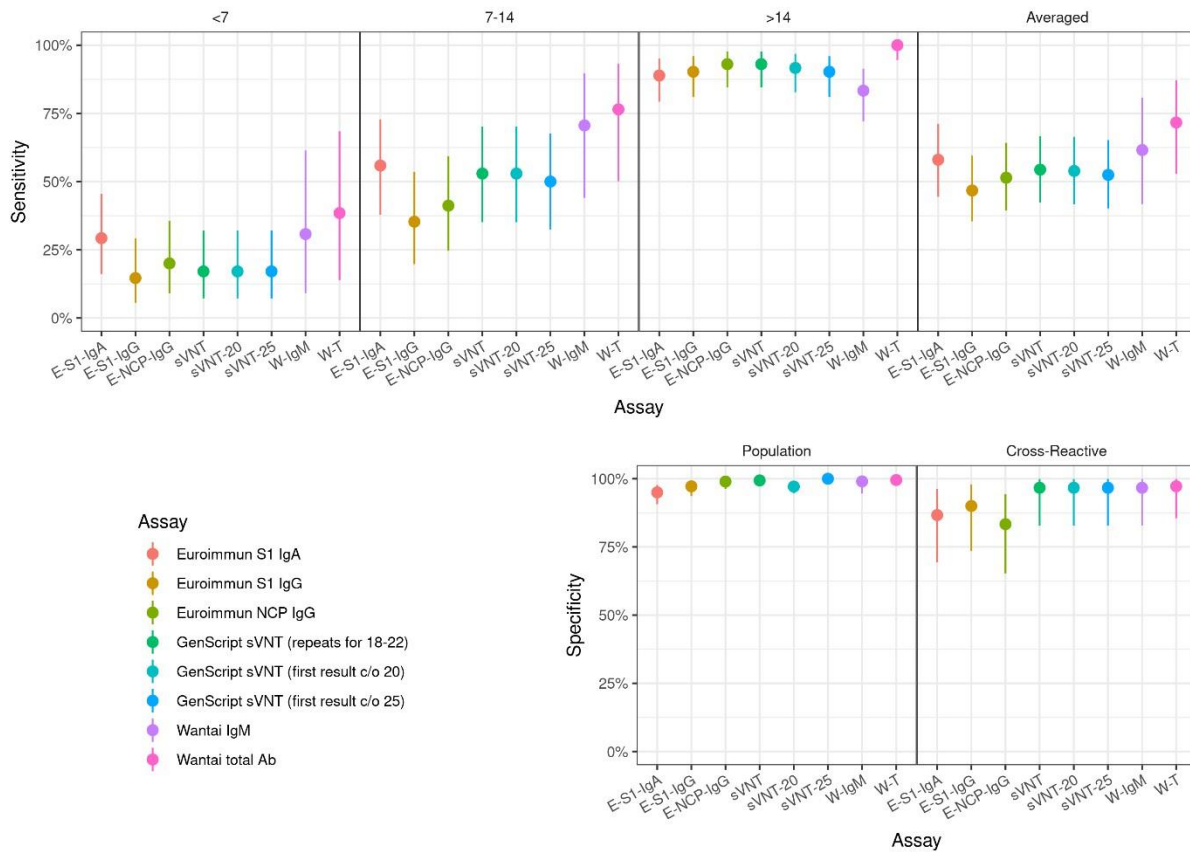 <7
7-14
>14
Averaged
Sensitivity
100%
75%
50%
25%
0%
E-S1-IgA
E-S1-IgG
E-NCP-IgG
sVNT
sVNT-20
sVNT-25
W-IgM
W-T
E-S1-IgA
E-S1-IgG
E-NCP-IgG
sVNT
sVNT-20
sVNT-25
W-IgM
W-T
E-S1-IgA
E-S1-IgG
E-NCP-IgG
sVNT
sVNT-20
sVNT-25
W-IgM
W-T
E-S1-IgA
E-S1-IgG
E-NCP-IgG
sVNT
sVNT-20
sVNT-25
W-IgM
W-T
Assay
Assay
Euroimmun S1 IgA
Euroimmun S1 IgG
Euroimmun NCP IgG
GenScript sVNT (repeats for 18-22)
GenScript sVNT (first result c/o 20)
GenScript sVNT (first result c/o 25)
Wantai IgM
Wantai total Ab
Population
Cross-Reactive
Specificity
100%
75%
50%
25%
0%
E-S1-IgA
E-S1-IgG
E-NCP-IgG
sVNT
sVNT-20
sVNT-25
W-IgM
W-T
E-S1-IgA
E-S1-IgG
E-NCP-IgG
sVNT
sVNT-20
sVNT-25
W-IgM
W-T
Assay